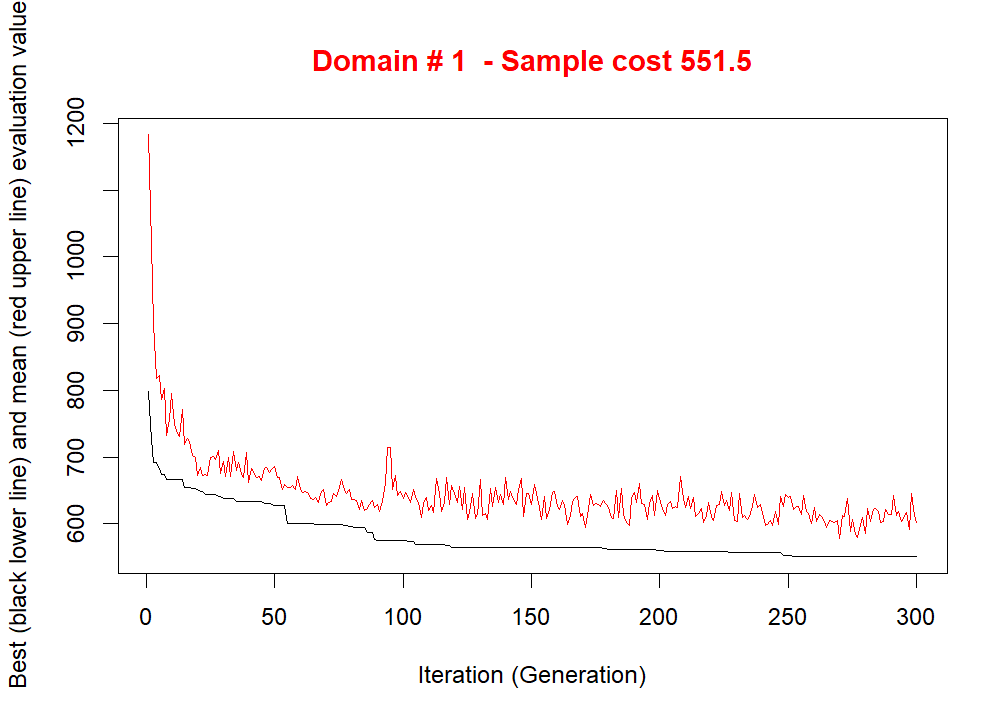 Domain # 1  - Sample cost 551.5
Best (black lower line) and mean (red upper line) evaluation value
1200
1000
900
800
700
600
0 50 100 150 200 250 300
Iteration (Generation)